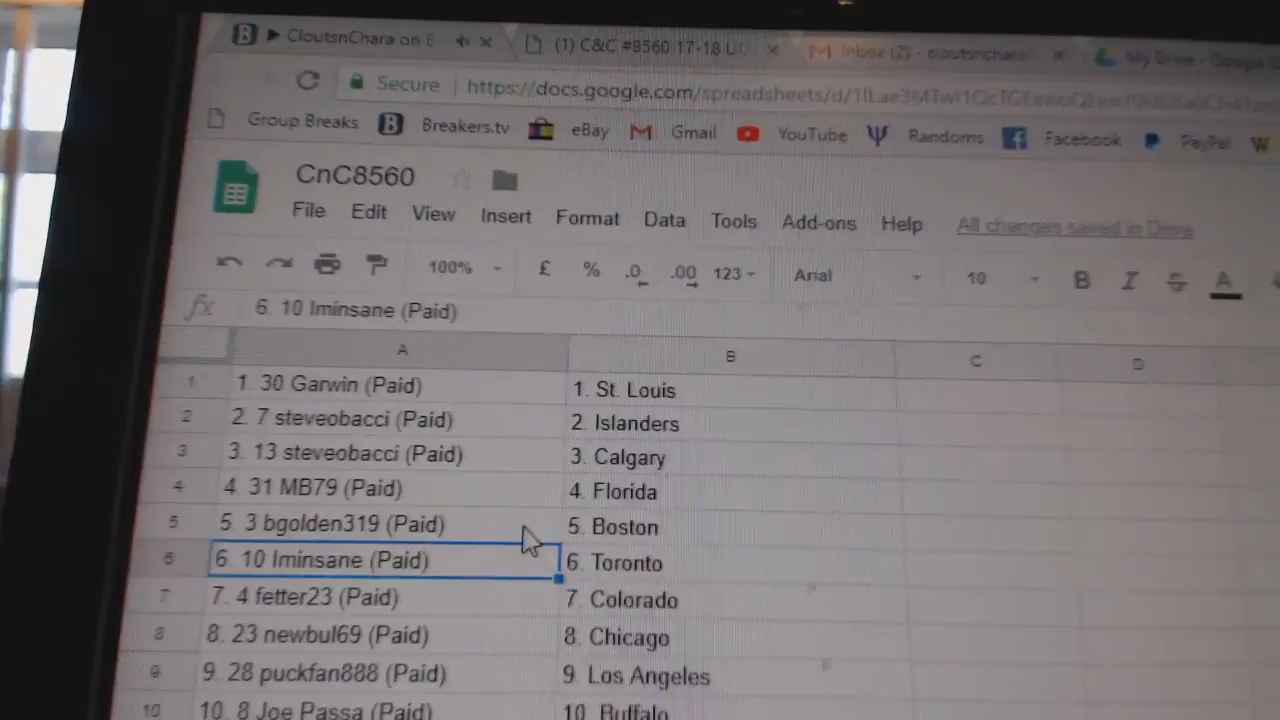 B ▶ CloutsnChara on B
(1) C&C #8560 17-18 UD
Inbox (2) - cloutsnchara
My Drive - Google
Secure https://docs.google.com/spreadsheets/d/
Group Breaks B Breakers.tv eBay Gmail YouTube Randoms Facebook PayPal W
CnC8560
File Edit View Insert Format Data Tools Add-ons Help All changes saved in Drive
100% £ % .0 .00 123 Arial 10 B I S A
fx 6. 10 Iminsane (Paid)
A B C D
1 1. 30 Garwin (Paid) 1. St. Louis
2 2. 7 steveobacci (Paid) 2. Islanders
3 3. 13 steveobacci (Paid) 3. Calgary
4 4. 31 MB79 (Paid) 4. Florida
5 5. 3 bgolden319 (Paid) 5. Boston
6 6. 10 Iminsane (Paid) 6. Toronto
7 7. 4 fetter23 (Paid) 7. Colorado
8 8. 23 newbul69 (Paid) 8. Chicago
9 9. 28 puckfan888 (Paid) 9. Los Angeles
10 10. 8 Joe Passa (Paid) 10. Buffalo